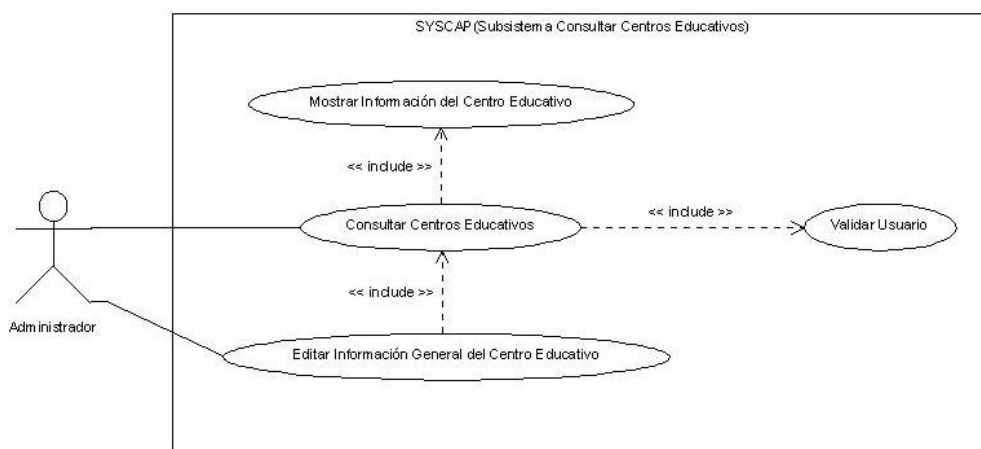 SYSCAP(Subsistema Consultar Centros Educativos)
Mostrar Información del Centro Educativo
<< include >>
<< include >>
Consultar Centros Educativos
Validar Usuario
<< include >>
Administrador
Editar Información General del Centro Educativo